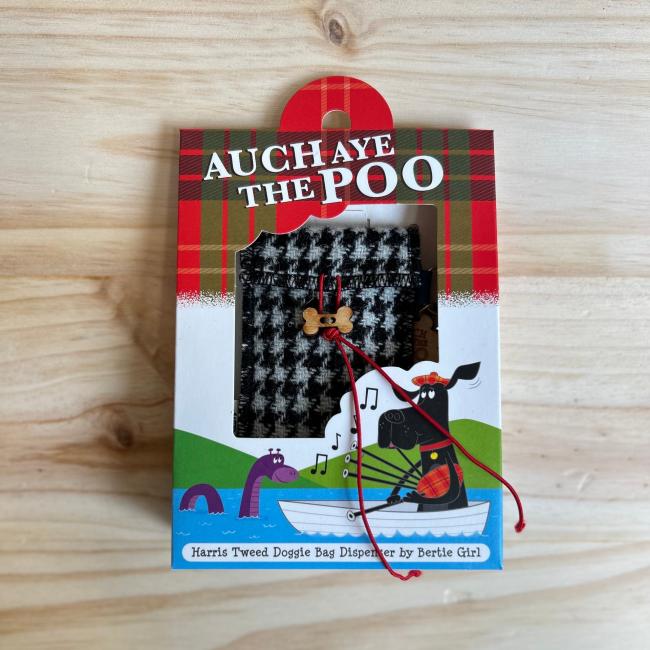 AUCH AYE
THE POO
Harris Tweed Doggie Bag Dispenser by Bertie Girl